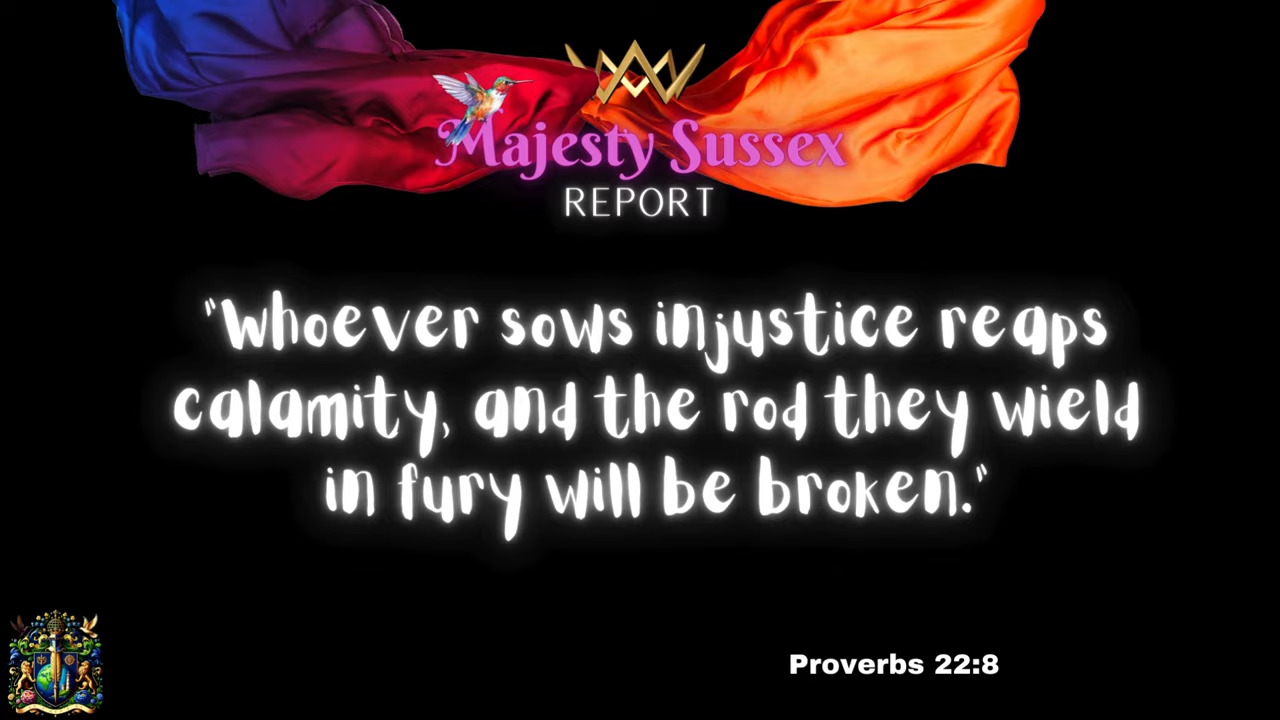 Majesty Sussex
REPORT
"Whoever sows injustice reaps
calamity, and the rod they wield
in fury will be broken."
Proverbs 22:8